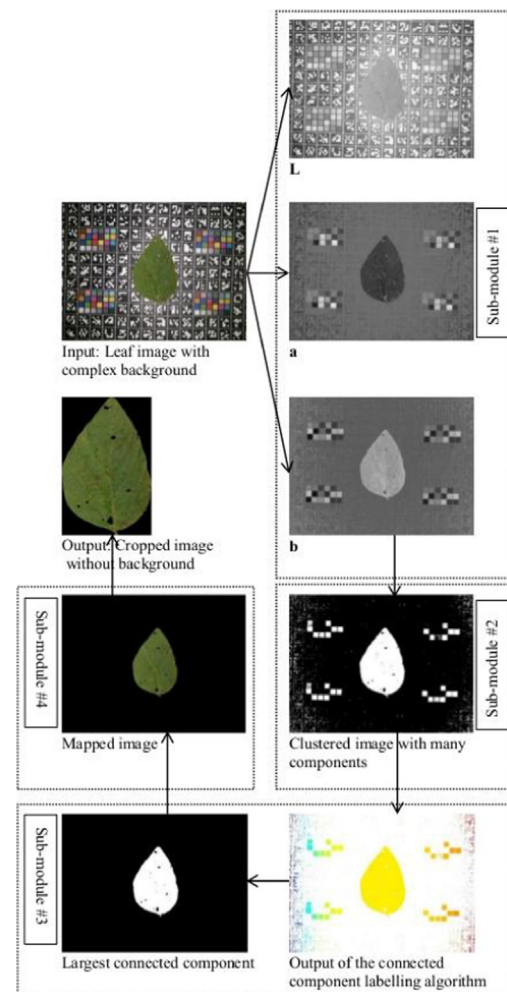 L
Sub-module #1
Input: Leaf image with
complex background
a
b
Output: Cropped image
without background
Sub-module #2
Clustered image with many
components
Sub-module #4
Mapped image
Sub-module #3
Largest connected component
Output of the connected
component labelling algorithm